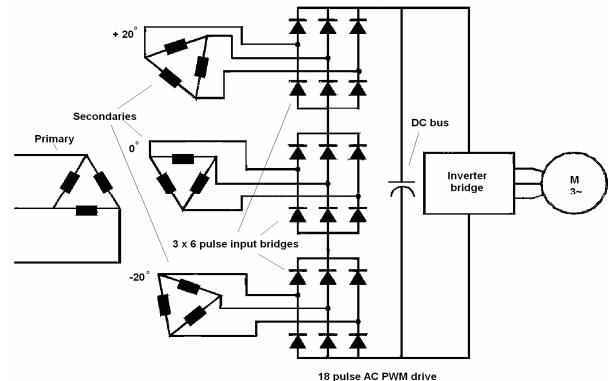 + 20°
Secondaries
Primary
0°
DC bus
Inverter
bridge
M
3~
3 x 6 pulse input bridges
-20°
18 pulse AC PWM drive